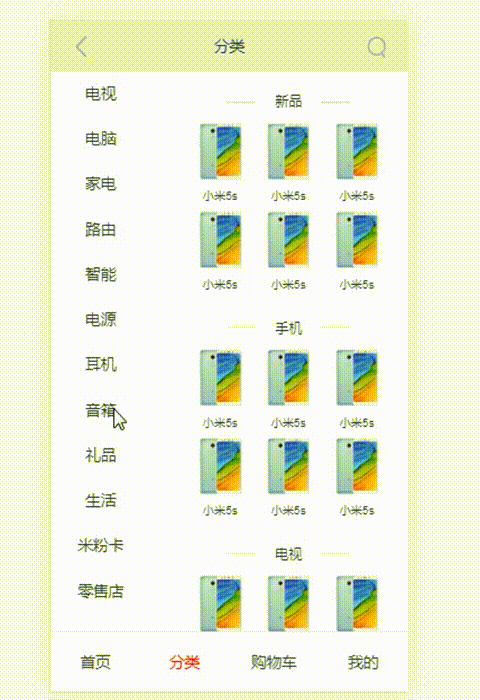 分类
电视
电脑
家电
路由
智能
电源
耳机
音箱
礼品
生活
米粉卡
零售店
新品
小米5s 小米5s 小米5s
小米5s 小米5s 小米5s
手机
小米5s 小米5s 小米5s
小米5s 小米5s 小米5s
电视
首页 分类 购物车 我的